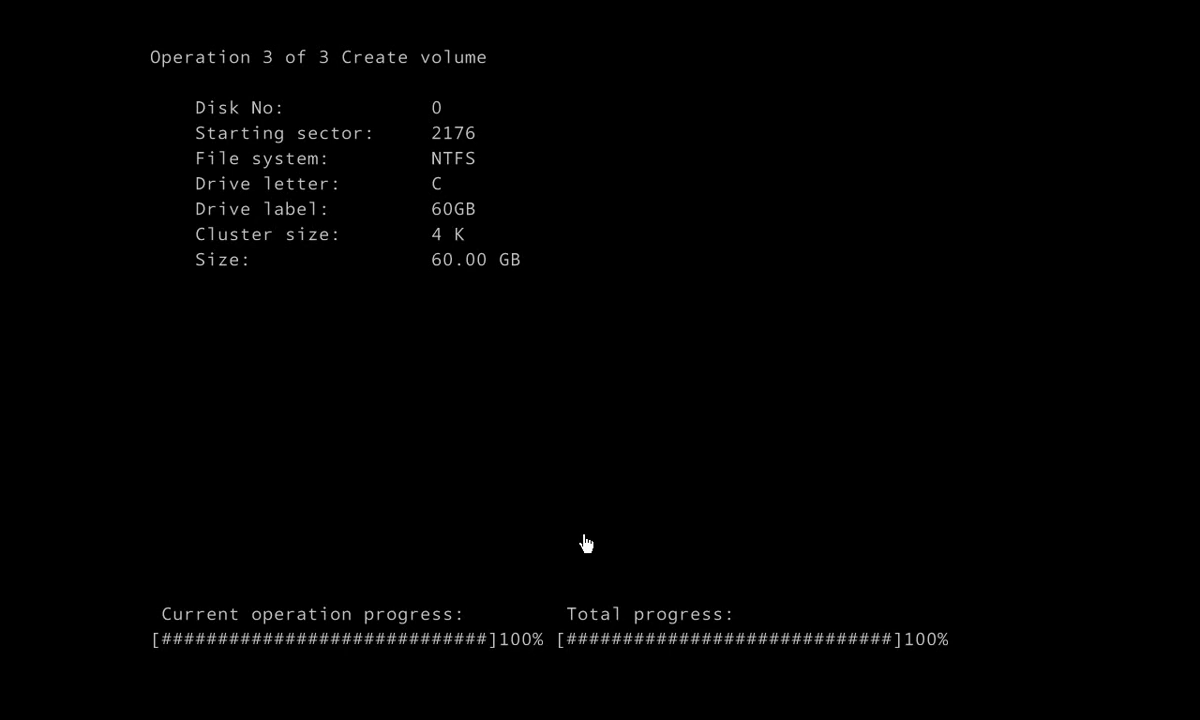 Operation 3 of 3 Create volume
Disk No: 0
Starting sector: 2176
File system: NTFS
Drive letter: C
Drive label: 60GB
Cluster size: 4 K
Size: 60.00 GB
Current operation progress: Total progress:
[#############################]100% [#############################]100%